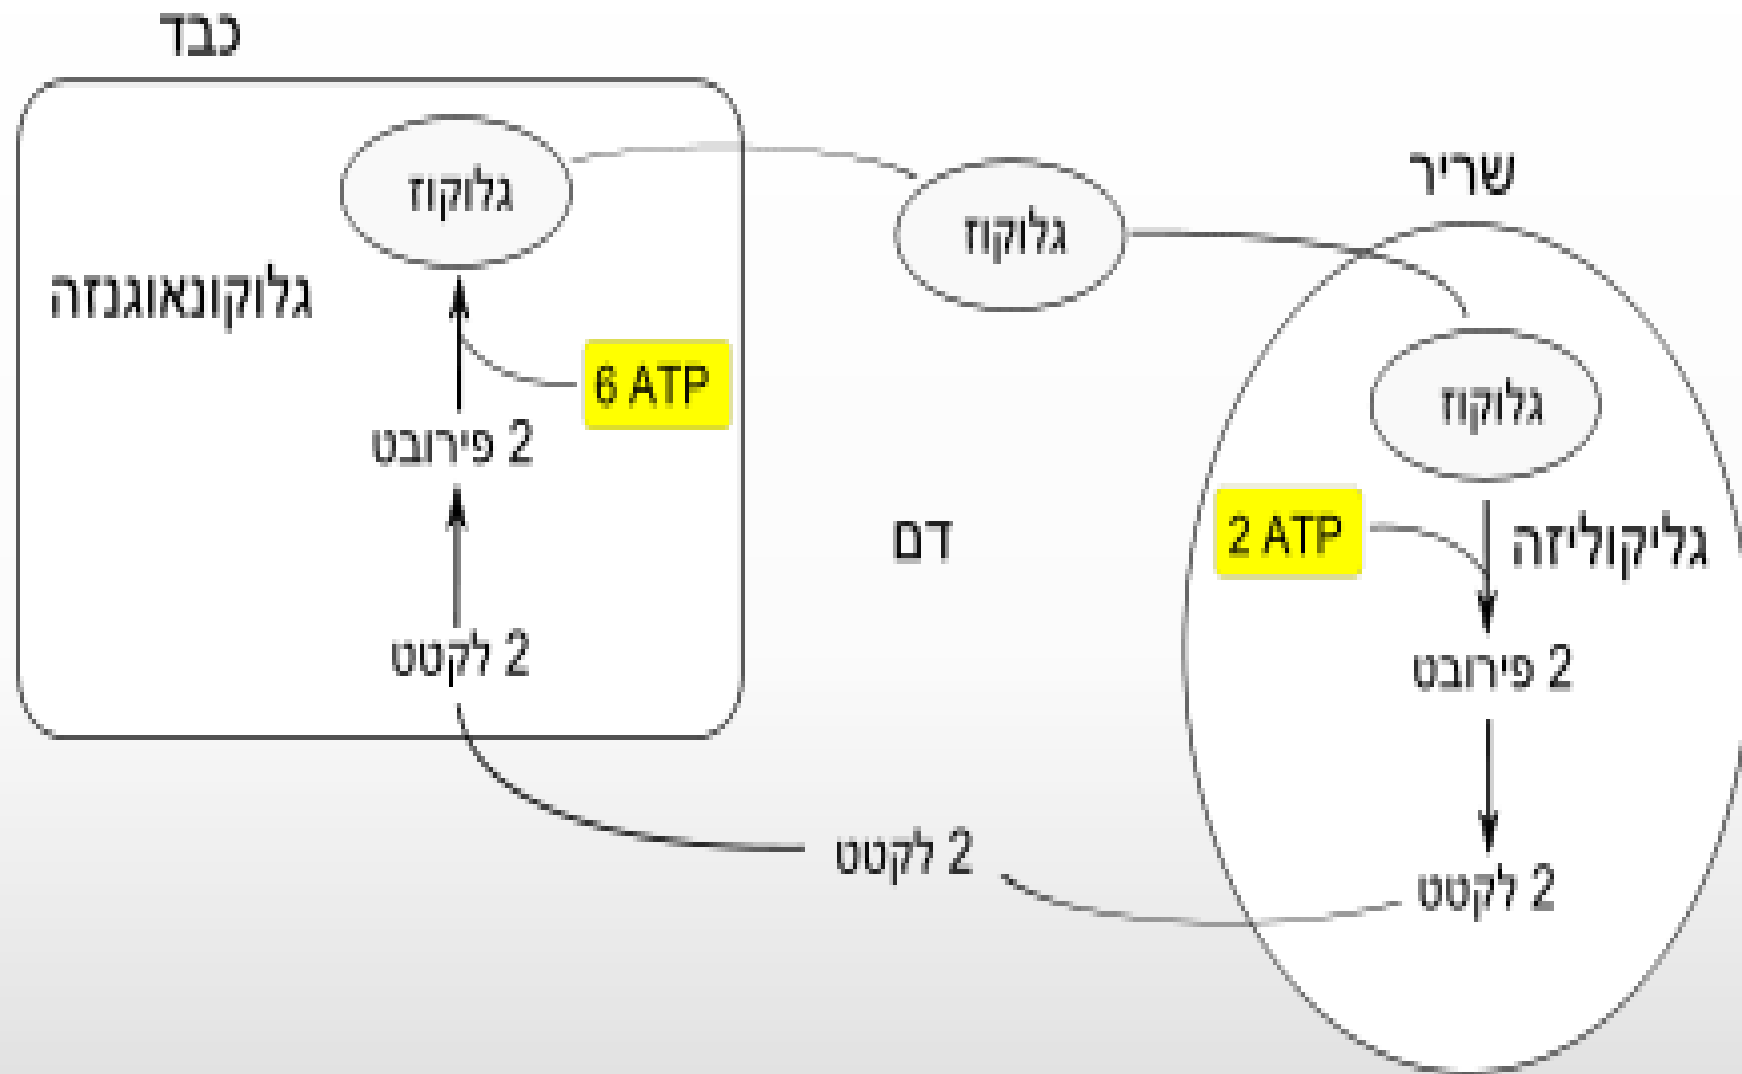 כבד
גלוקוז
גלוקונאוגנזה
6 ATP
2 פירובט
2 לקטט
גלוקוז
דם
2 לקטט
שריר
גלוקוז
2 ATP
גליקוליזה
2 פירובט
2 לקטט